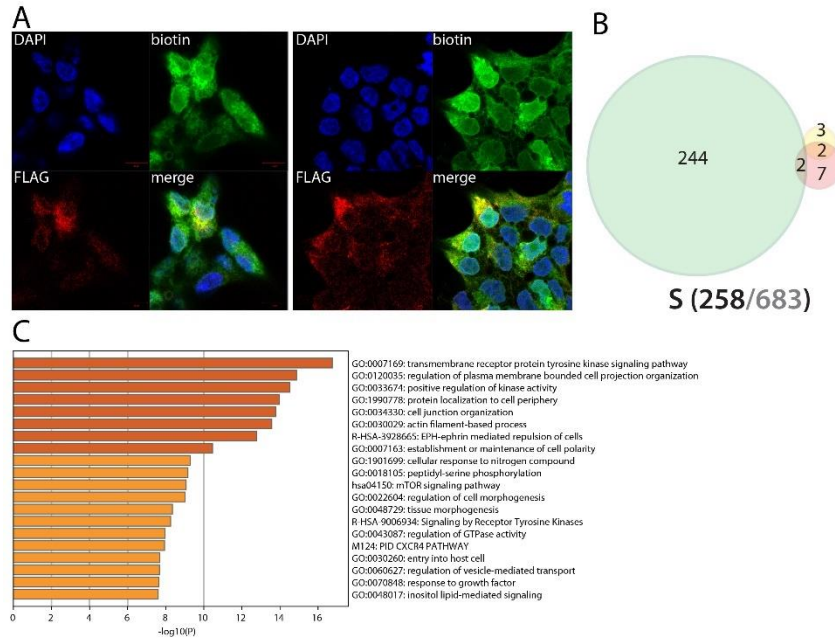 A
DAPI biotin DAPI biotin
FLAG merge FLAG merge
B
244
2
3
2
7
S (258/683)
C
GO:0007169: transmembrane receptor protein tyrosine kinase signaling pathway
GO:0120035: regulation of plasma membrane bounded cell projection organization
GO:0033674: positive regulation of kinase activity
GO:1990778: protein localization to cell periphery
GO:0034330: cell junction organization
GO:0030029: actin filament-based process
R-HSA-3928665: EPH-ephrin mediated repulsion of cells
GO:0007163: establishment or maintenance of cell polarity
GO:1901699: cellular response to nitrogen compound
GO:0018105: peptidyl-serine phosphorylation
hsa04150: mTOR signaling pathway
GO:0022604: regulation of cell morphogenesis
GO:0048729: tissue morphogenesis
R-HSA-9006934: Signaling by Receptor Tyrosine Kinases
GO:0043087: regulation of GTPase activity
M124: PID CXCR4 PATHWAY
GO:0030260: entry into host cell
GO:0060627: regulation of vesicle-mediated transport
GO:0070848: response to growth factor
GO:0048017: inositol lipid-mediated signaling
0 2 4 6 8 10 12 14 16
-log10(P)